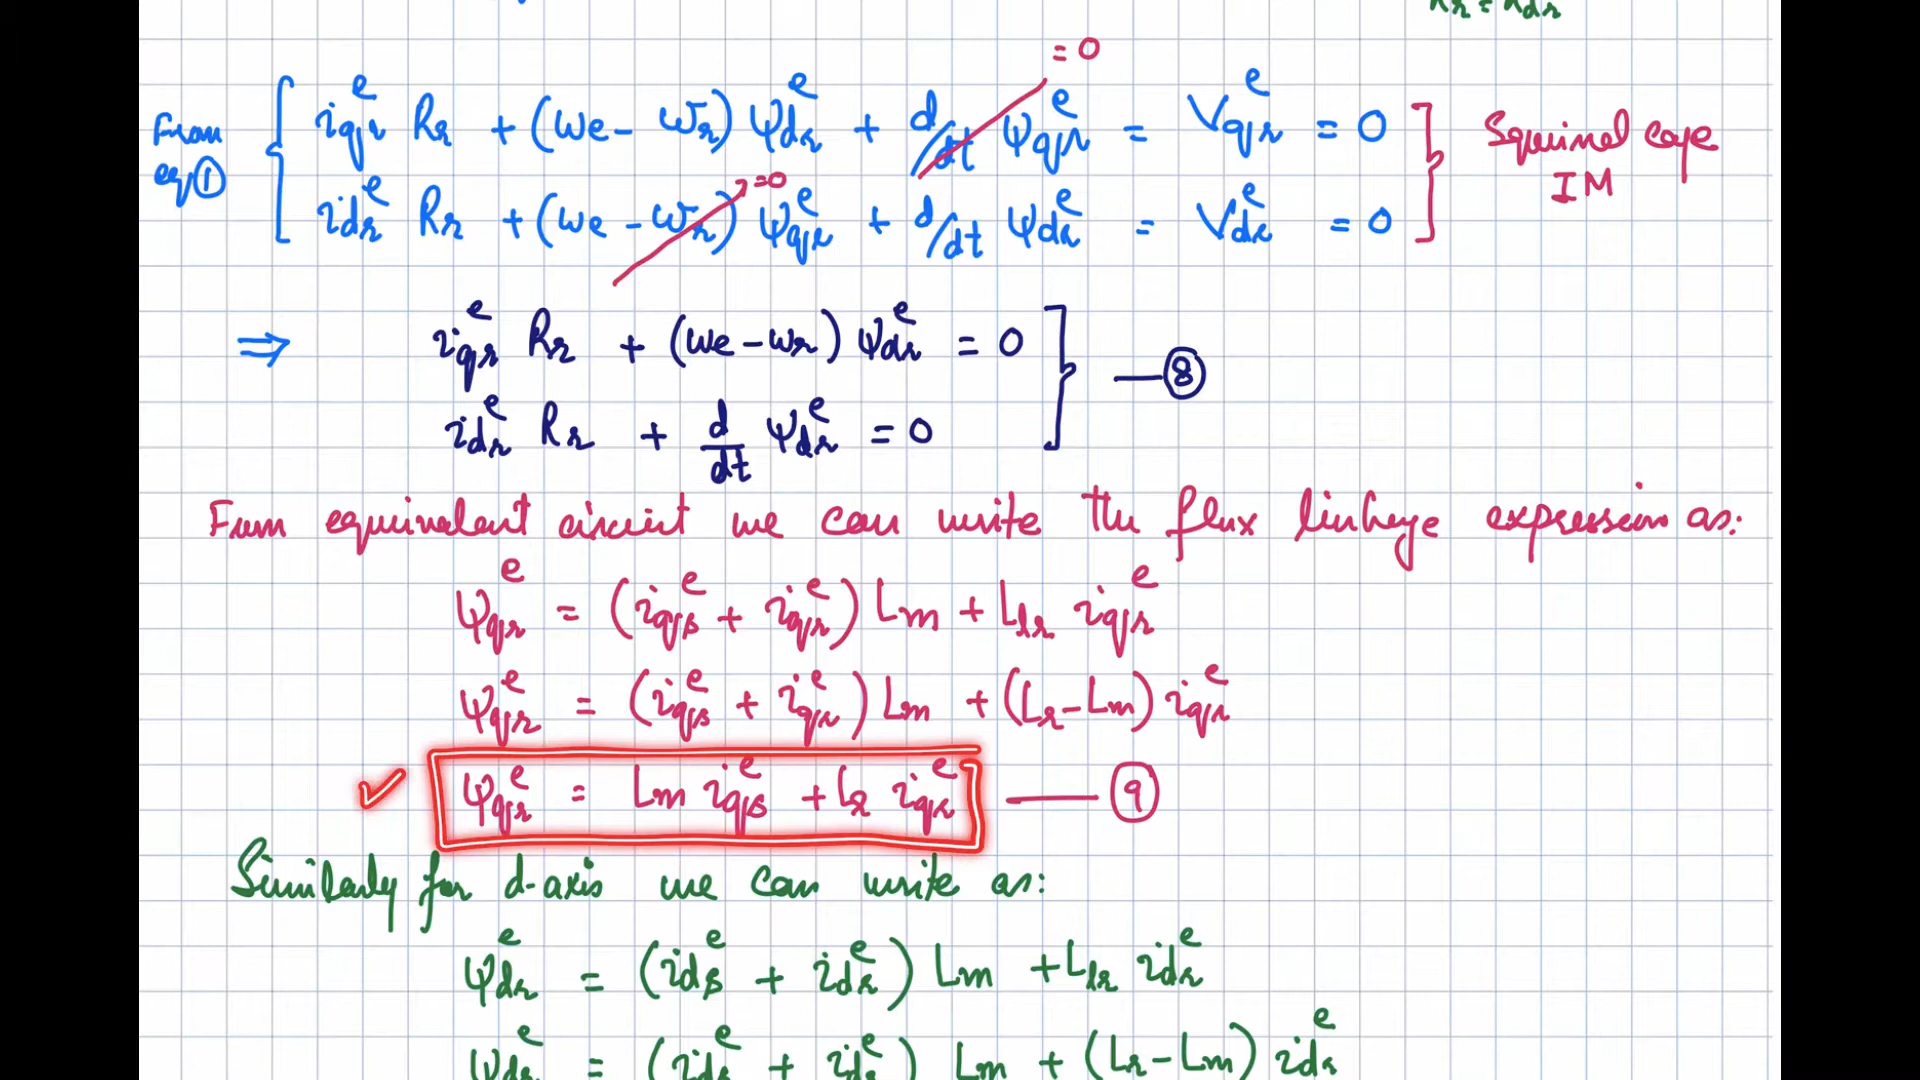 λr = λdr
= 0
From eq ① { iqr^e Rr + (ωe - ωr) Ψdr^e + d/dt Ψqr^e = Vqr^e = 0
idr^e Rr + (ωe - ωr) Ψqr^e + d/dt Ψdr^e = Vdr^e = 0 } Squirrel cage IM
=0
⇒ iqr^e Rr + (ωe - ωr) Ψdr^e = 0
idr^e Rr + d/dt Ψdr^e = 0 } — ⑧
From equivalent circuit we can write the flux linkage expression as:
Ψqr^e = (iqs^e + iqr^e) Lm + Llr iqr^e
Ψqr^e = (iqs^e + iqr^e) Lm + (Lr - Lm) iqr^e
✓ Ψqr^e = Lm iqs^e + Lr iqr^e — ⑨
Similarly for d-axis we can write as:
Ψdr^e = (ids^e + idr^e) Lm + Llr idr^e
Ψdr^e = (ids^e + idr^e) Lm + (Lr - Lm) idr^e